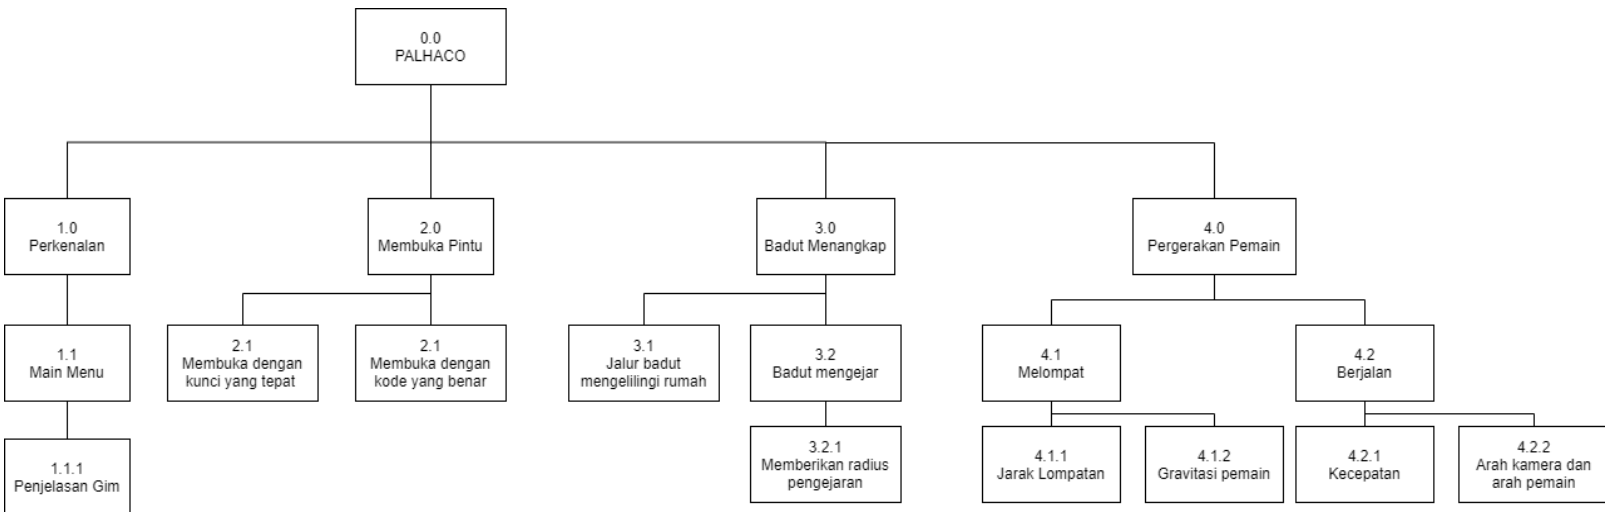 0.0
PALHACO
1.0
Perkenalan
2.0
Membuka Pintu
3.0
Badut Menangkap
4.0
Pergerakan Pemain
1.1
Main Menu
2.1
Membuka dengan
kunci yang tepat
2.1
Membuka dengan
kode yang benar
3.1
Jalur badut
mengelilingi rumah
3.2
Badut mengejar
4.1
Melompat
4.2
Berjalan
1.1.1
Penjelasan Gim
3.2.1
Memberikan radius
pengejaran
4.1.1
Jarak Lompatan
4.1.2
Gravitasi pemain
4.2.1
Kecepatan
4.2.2
Arah kamera dan
arah pemain